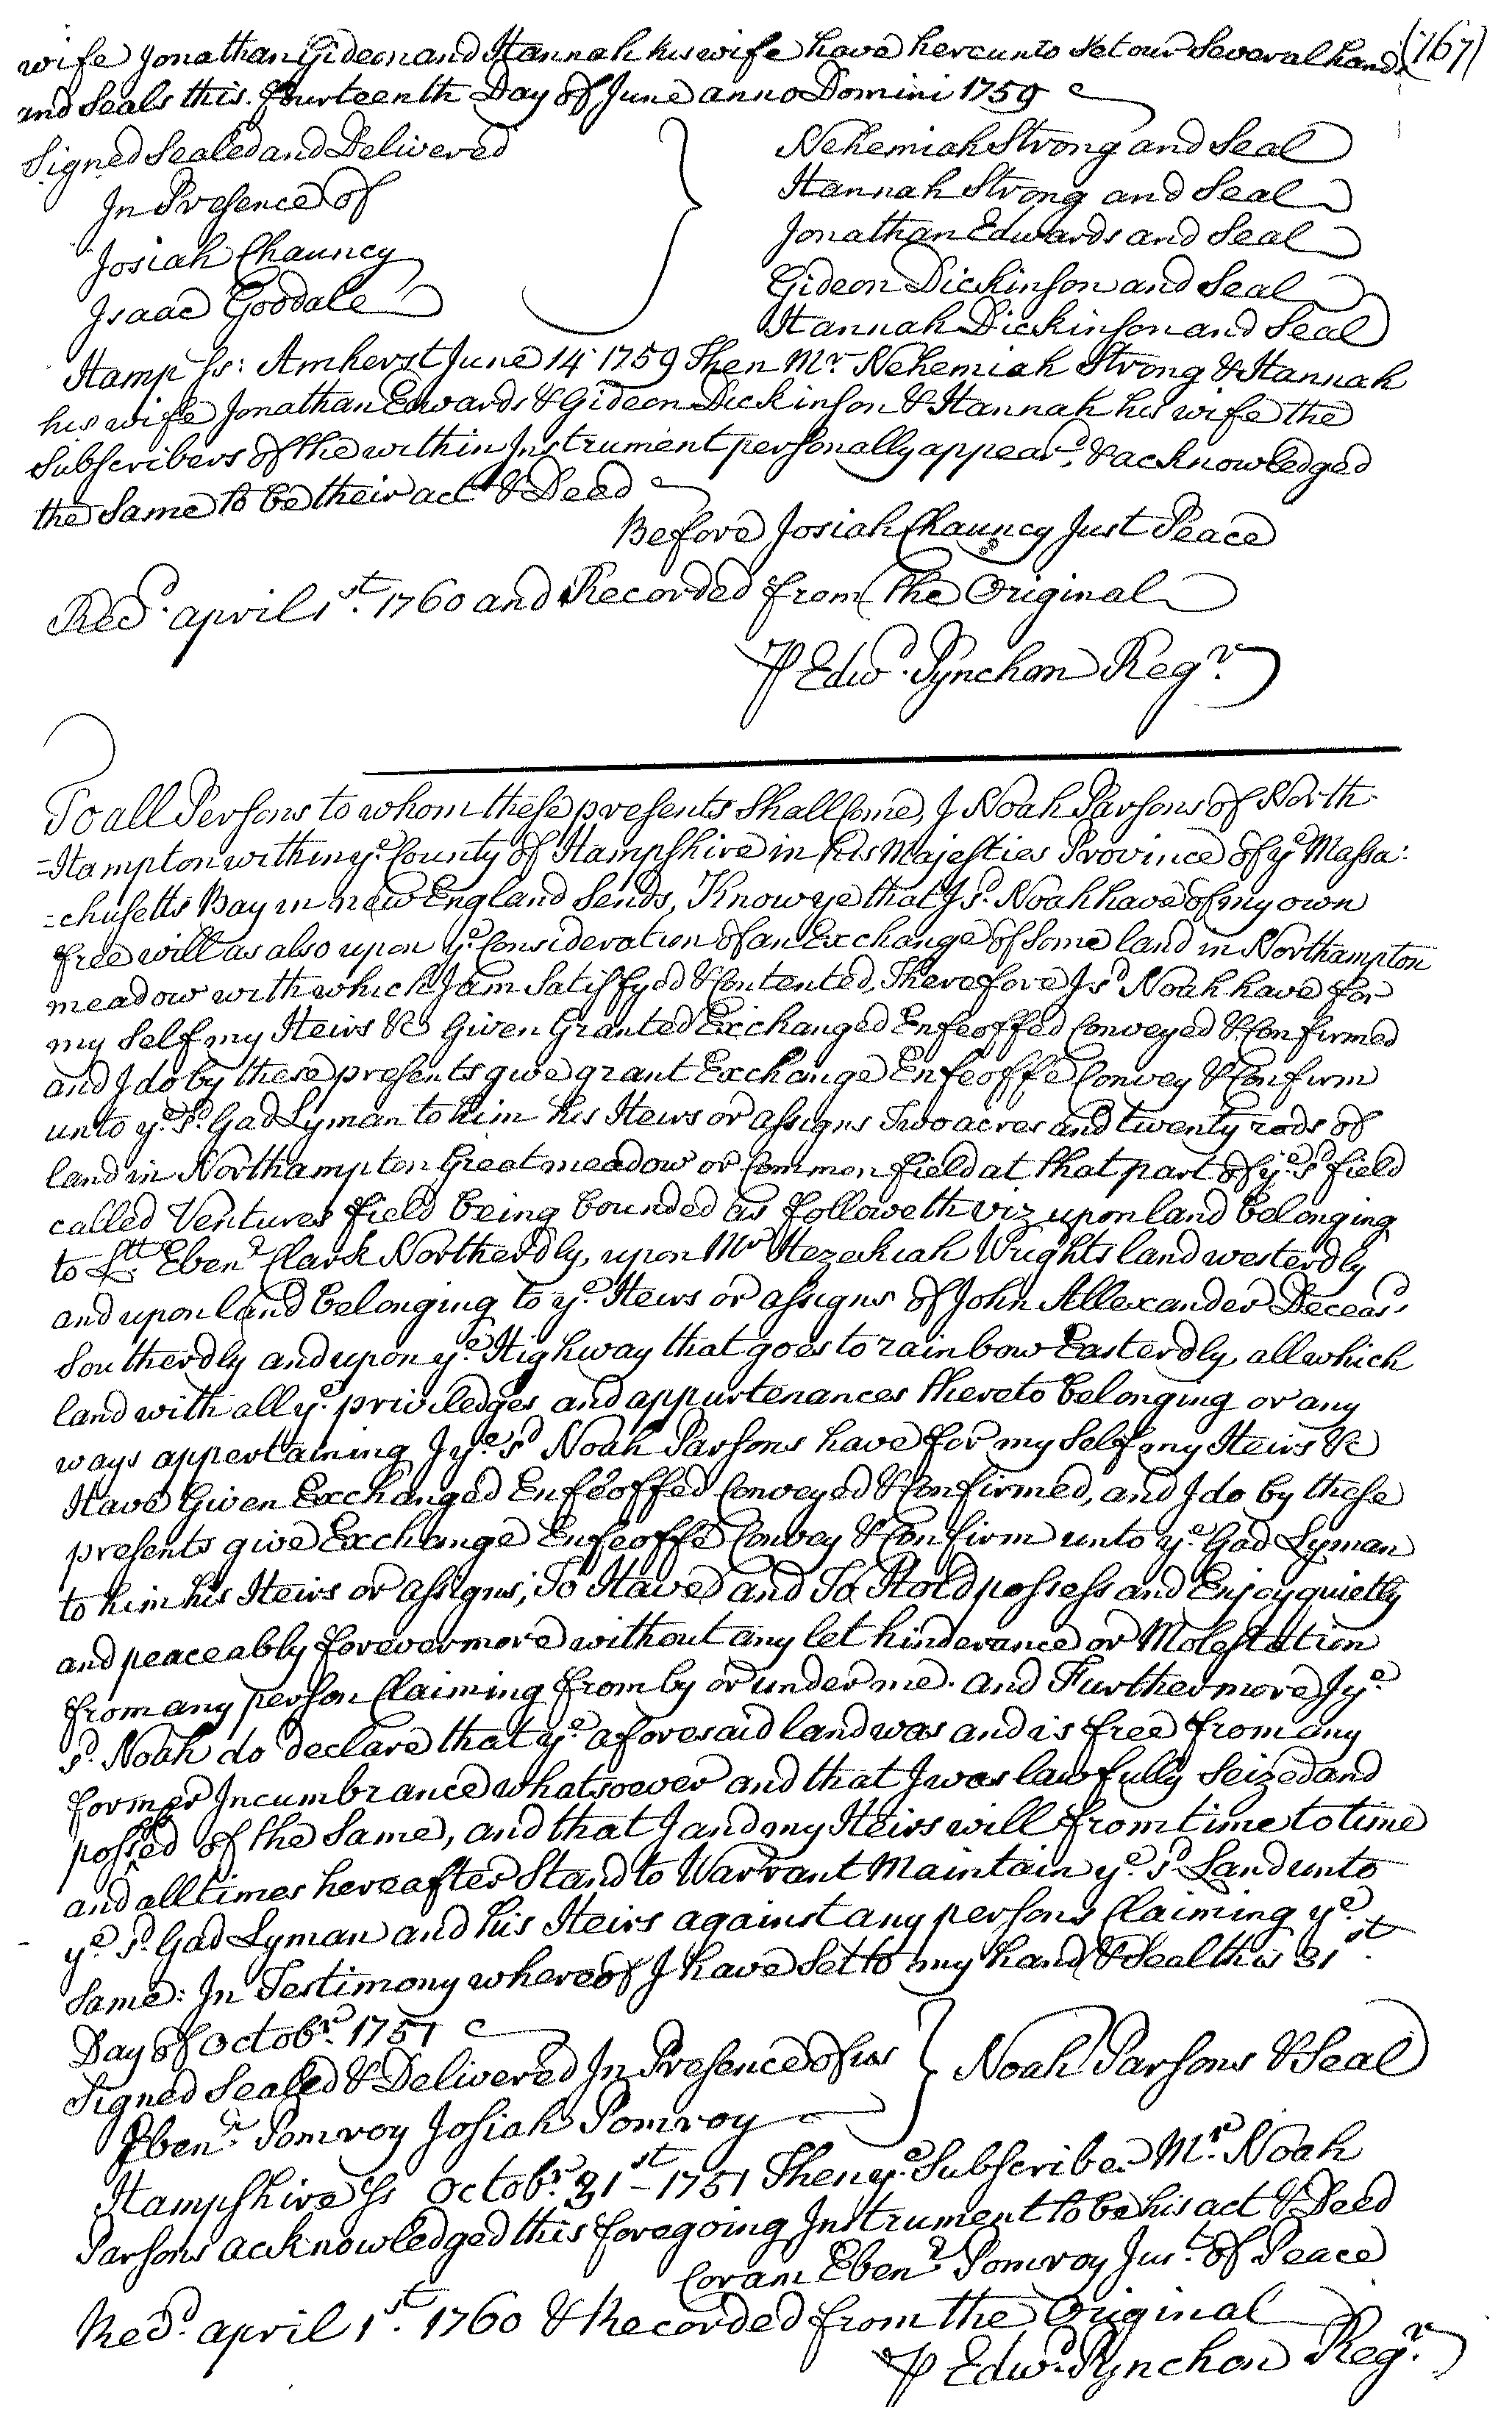 (767)
wife Jonathan Gideon and Hannah his wife have hereunto Set our Several hands
and Seals this fourteenth Day of June anno Domini 1759
Signed Sealed and Delivered
In Presence of
Josiah Chauncy
Isaac Goodale
Nehemiah Strong and Seal
Hannah Strong and Seal
Jonathan Edwards and Seal
Gideon Dickinson and Seal
Hannah Dickinson and Seal
Hamp ss: Amherst June 14 1759 Then Mr. Nehemiah Strong & Hannah
his wife Jonathan Edwards & Gideon Dickinson & Hannah his wife the
Subscribers of the within Instrument personally appeard. & acknowledged
the Same to be their act & Deed
Before Josiah Chauncy Just Peace
Recd. april 1st. 1760 and Recorded from the Original
Edwd. Pynchon Regr.
To all Persons to whom these presents Shall Come, I Noah Parsons of North-
=Hampton within ye. County of Hampshire in his Majesties Province of ye Massa:
=chusetts Bay in new England Sends, Know ye that I sd. Noah have of my own
free will as also upon ye. Consideration of an Exchange of Some land in Northampton
meadow with which I am Satisfyed & Contented, Therefore I sd Noah have for
my Self my Heirs &c Given Granted Exchanged Enfeoffed Conveyed & Confirmed
and I do by these presents give grant Exchange Enfeoffe Convey & Confirm
unto ye. sd. Gad Lyman to him his Heirs or assigns Two acres and twenty rods of
land in Northampton Great meadow or Common field at that part of ye. sd field
called Ventures field being bounded as followeth viz upon land belonging
to Ltt. Ebenr Clark Northerdly, upon Mr Hezekiah Wrights land westerdly
and upon land belonging to ye. Heirs or assigns of John Allexander Deceasd
Southerdly and upon ye. Highway that goes to rainbow Easterdly, all which
land with all ye. priviledges and appurtenances thereto belonging or any
ways appertaining I ye. sd Noah Parsons have for my Self my Heirs &c
Have Given Exchanged Enfeoffed Conveyed & Confirmed, and I do by these
presents give Exchange Enfeoffe Convey & Confirm unto ye. Gad Lyman
to him his Heirs or assigns; To Have and To Hold possess and Enjoy quietly
and peaceably forevermore without any let hinderance or Molestation
from any person Claiming from by or under me. and Furthermore I ye.
sd. Noah do declare that ye. aforesaid land was and is free from any
former Incumbrance whatsoever and that I was lawfully Seized and
possed of the Same, and that I and my Heirs will from time to time
and all times hereafter Stand to Warrant Maintain ye. sd. Land unto
ye. sd. Gad Lyman and his Heirs against any persons Claiming ye.
Same: In Testimony whereof I have Set to my hand & Seal this 31st.
Day of Octobr. 1751
Signed Sealed & Delivered In Presence of us
Ebenr. Pomroy Josiah Pomroy
Noah Parsons & Seal
Hampshire ss Octobr. 31st - 1751 Then ye. Subscriber Mr. Noah
Parsons acknowledged this foregoing Instrument to be his act & Deed
Coram Ebenr. Pomroy Just. of Peace
Recd. april 1st. 1760 & Recorded from the Original
Edwd. Pynchon Regr.